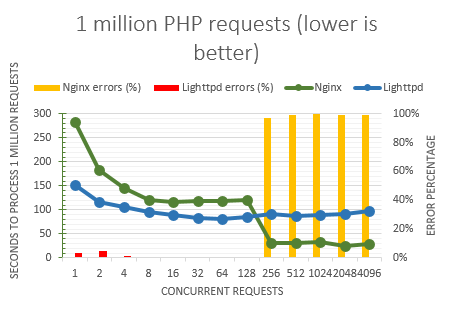 1 million PHP requests (lower is
better)
Nginx errors (%) Lighttpd errors (%) Nginx Lighttpd
SECONDS TO PROCESS 1 MILLION REQUESTS
300
250
200
150
100
50
0
100%
80%
60%
40%
20%
0%
ERROR PERCENTAGE
1 2 4 8 16 32 64 128 256 512 1024 2048 4096
CONCURRENT REQUESTS